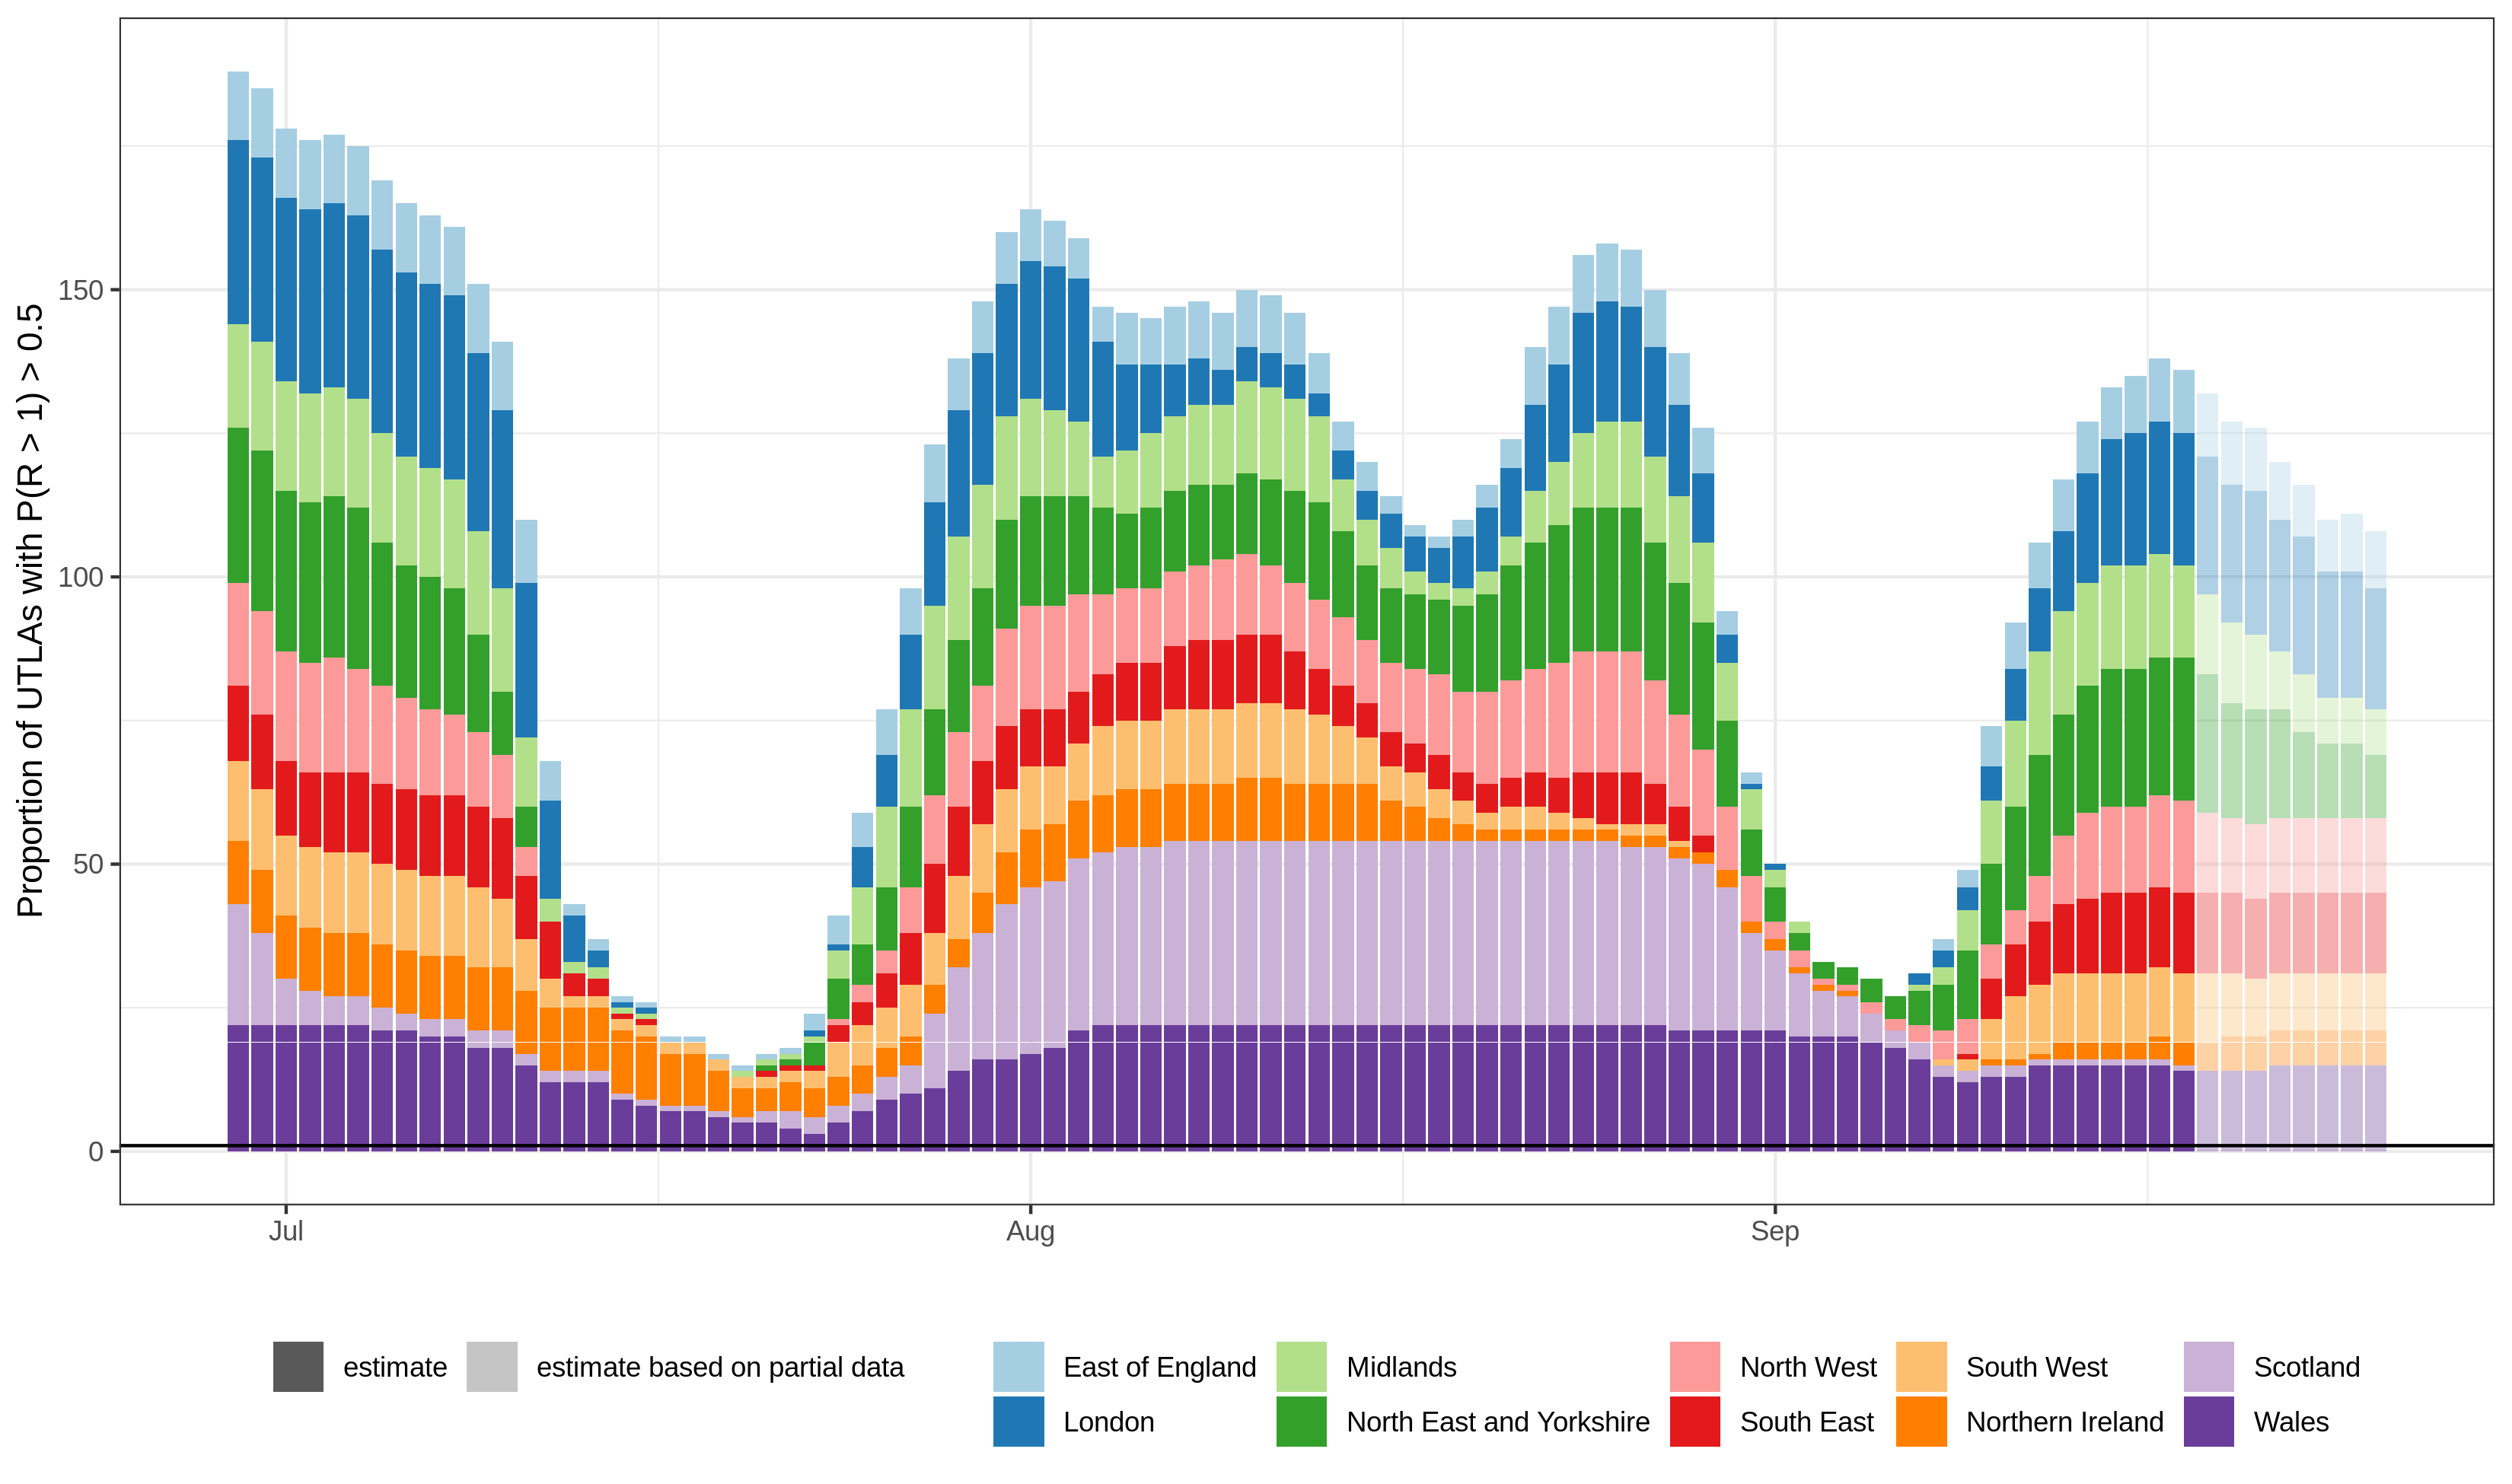 Proportion of UTLAs with P(R > 1) > 0.5
150
100
50
0
Jul Aug Sep
estimate estimate based on partial data East of England Midlands North West South West Scotland
London North East and Yorkshire South East Northern Ireland Wales